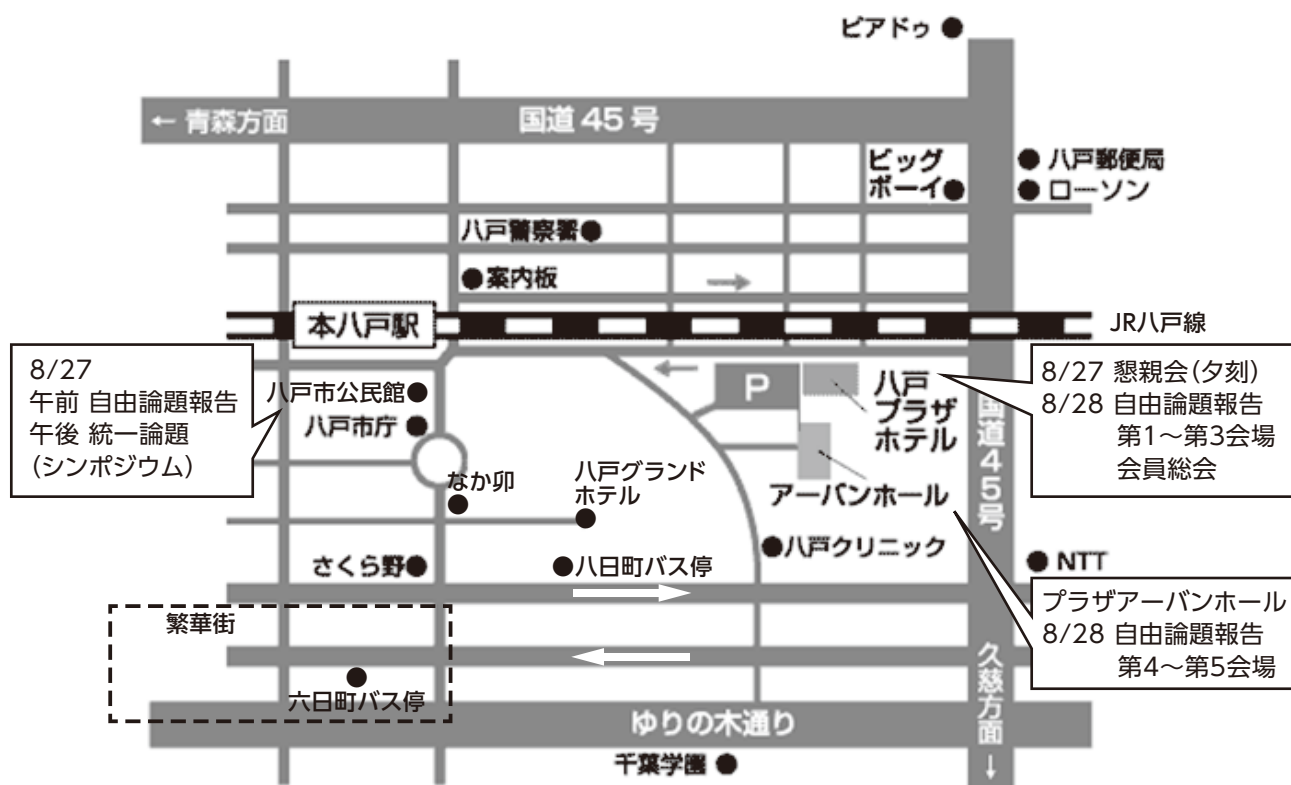 ピアドゥ
← 青森方面
国道 45 号
ビッグ
ボーイ
八戸郵便局
ローソン
八戸警察署
案内板
→
本八戸駅
JR八戸線
8/27
午前 自由論題報告
午後 統一論題
(シンポジウム)
八戸市公民館
八戸市庁
←
P
八戸
プラザ
ホテル
8/27 懇親会(夕刻)
8/28 自由論題報告
第1～第3会場
会員総会
国道45号
なか卯
八戸グランド
ホテル
アーバンホール
さくら野
八日町バス停
八戸クリニック
NTT
→
プラザアーバンホール
8/28 自由論題報告
第4～第5会場
繁華街
←
六日町バス停
久慈方面
↓
ゆりの木通り
千葉学園